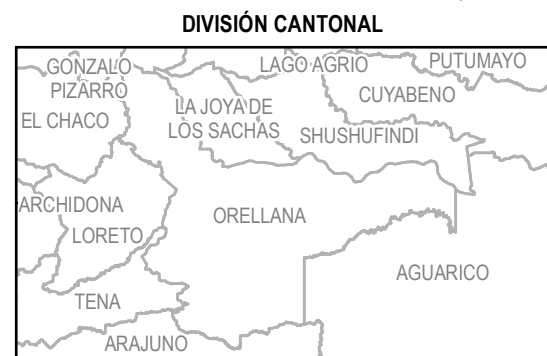 DIVISIÓN CANTONAL
GONZALO
PIZARRO
LAGO AGRIO
PUTUMAYO
CUYABENO
EL CHACO
LA JOYA DE
LOS SACHAS
SHUSHUFINDI
ARCHIDONA
ORELLANA
LORETO
AGUARICO
TENA
ARAJUNO